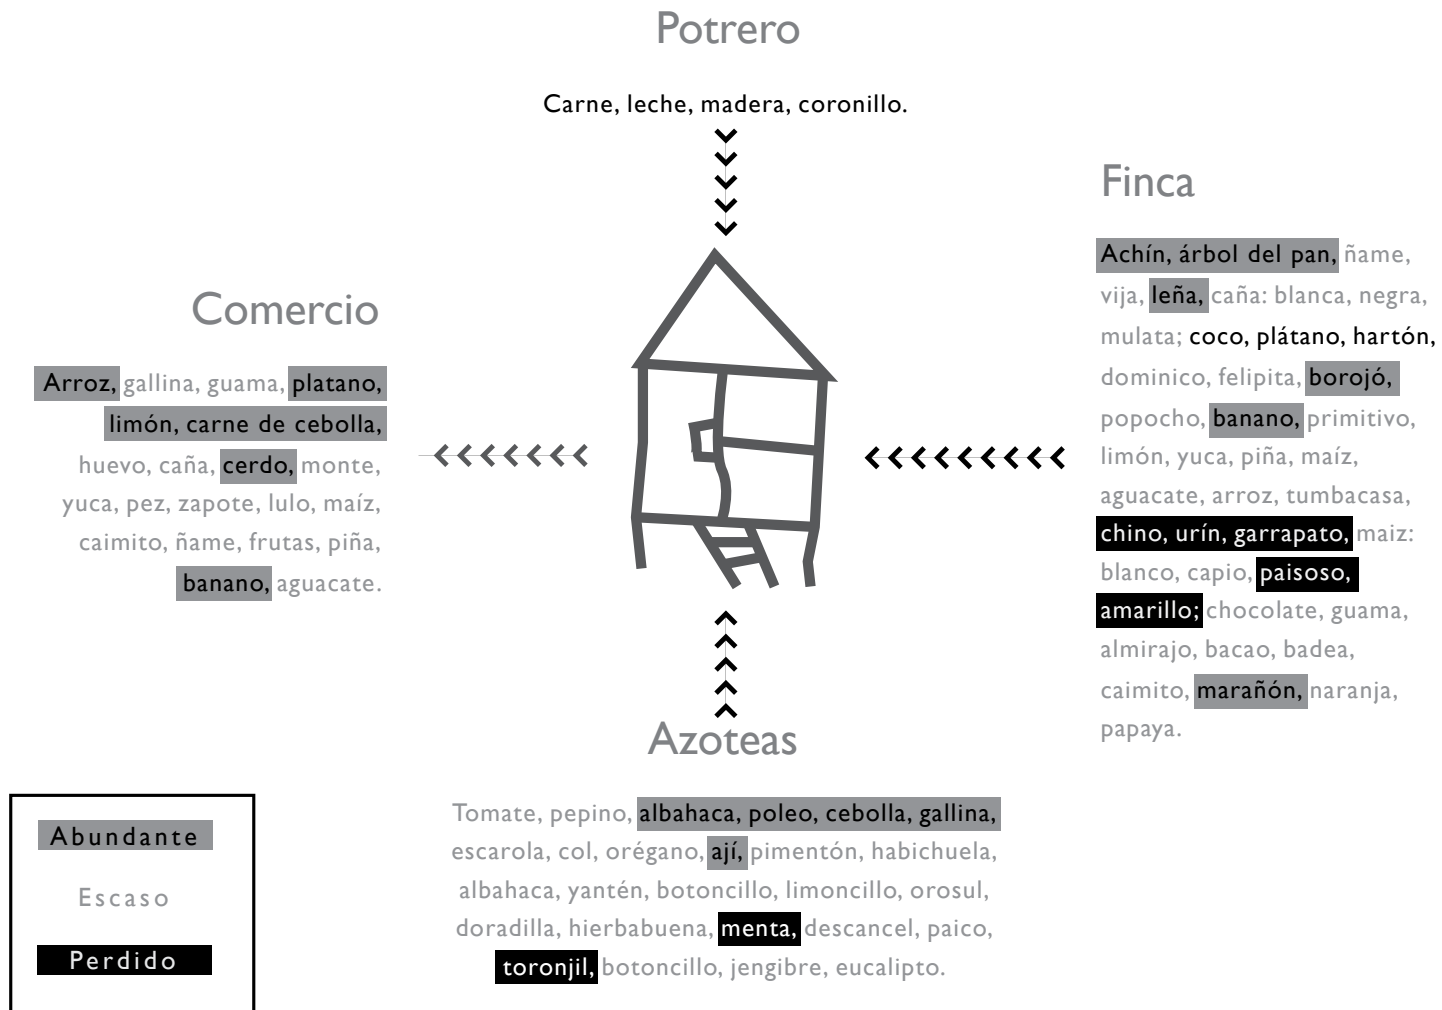 Potrero
Carne, leche, madera, coronillo.
Finca
Achín, árbol del pan, ñame,
vija, leña, caña: blanca, negra,
mulata; coco, plátano, hartón,
dominico, felipita, borojó,
popocho, banano, primitivo,
limón, yuca, piña, maíz,
aguacate, arroz, tumbacasa,
chino, urín, garrapato, maiz:
blanco, capio, paisoso,
amarillo; chocolate, guama,
almirajo, bacao, badea,
caimito, marañón, naranja,
papaya.
Comercio
Arroz, gallina, guama, platano,
limón, carne de cebolla,
huevo, caña, cerdo, monte,
yuca, pez, zapote, lulo, maíz,
caimito, ñame, frutas, piña,
banano, aguacate.
Azoteas
Tomate, pepino, albahaca, poleo, cebolla, gallina,
escarola, col, orégano, ají, pimentón, habichuela,
albahaca, yantén, botoncillo, limoncillo, orosul,
doradilla, hierbabuena, menta, descancel, paico,
toronjil, botoncillo, jengibre, eucalipto.
Abundante
Escaso
Perdido